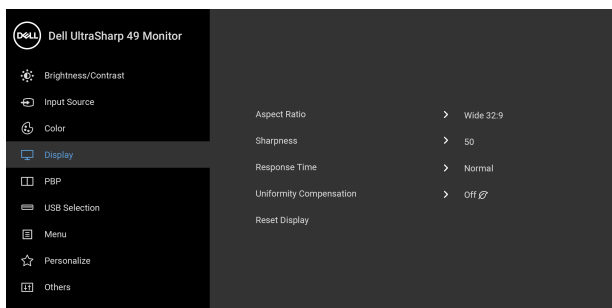 DELL Dell UltraSharp 49 Monitor
Brightness/Contrast
Input Source
Color
Display
PBP
USB Selection
Menu
Personalize
Others
Aspect Ratio Wide 32:9
Sharpness 50
Response Time Normal
Uniformity Compensation Off
Reset Display